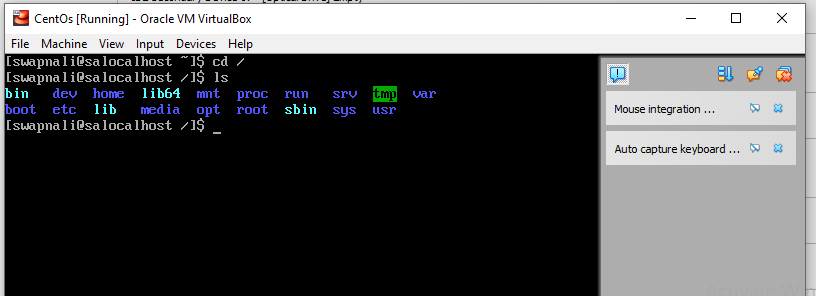 CentOs [Running] - Oracle VM VirtualBox
File Machine View Input Devices Help
[swapnali@salocalhost ~]$ cd /
[swapnali@salocalhost /]$ ls
bin dev home lib64 mnt proc run srv tmp var
boot etc lib media opt root sbin sys usr
[swapnali@salocalhost /]$ _
Mouse integration ...
Auto capture keyboard ...